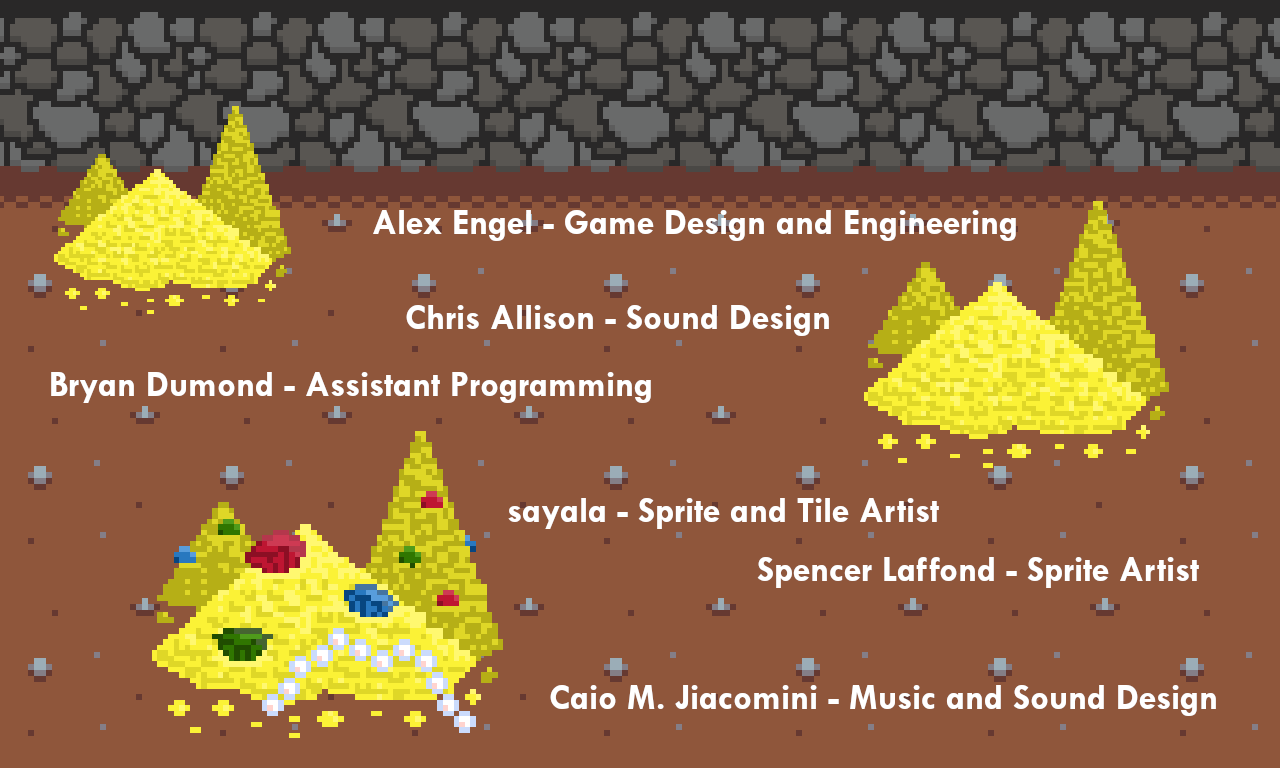 Alex Engel - Game Design and Engineering
Chris Allison - Sound Design
Bryan Dumond - Assistant Programming
sayala - Sprite and Tile Artist
Spencer Laffond - Sprite Artist
Caio M. Jiacomini - Music and Sound Design